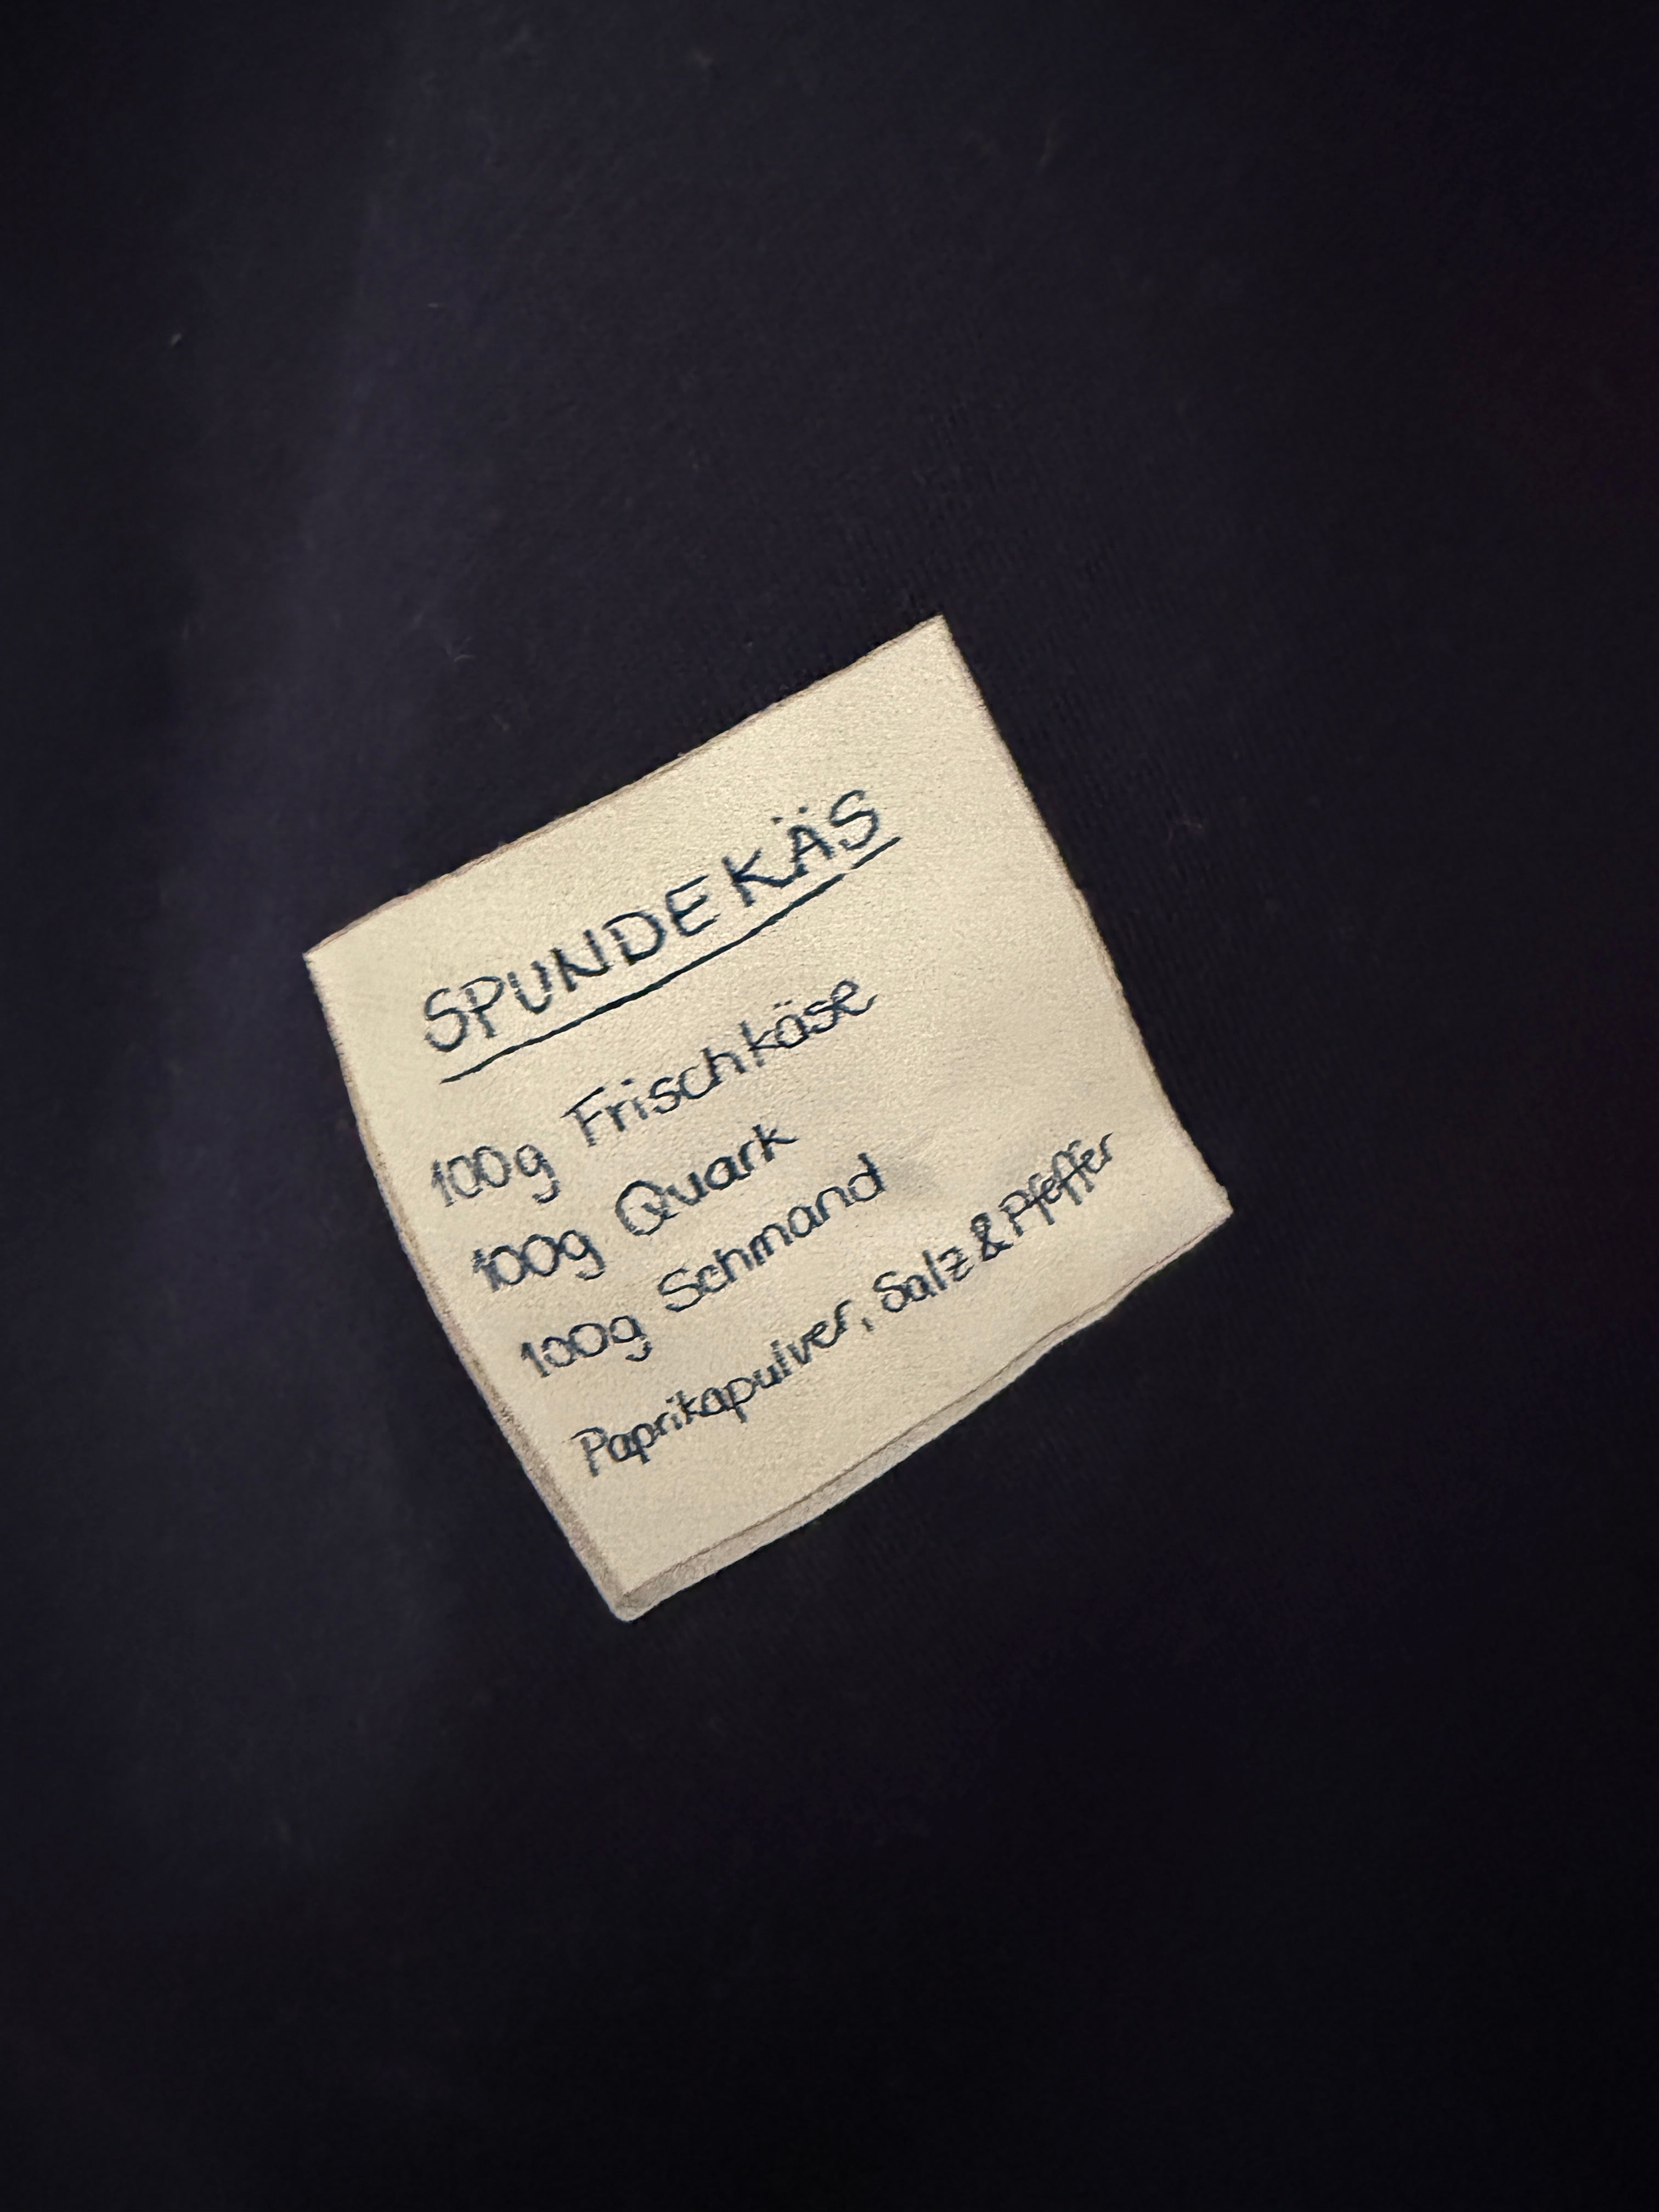 SPUNDEKÄS
100g Frischkäse
100g Quark
100g Schmand
Paprikapulver, Salz & Pfeffer